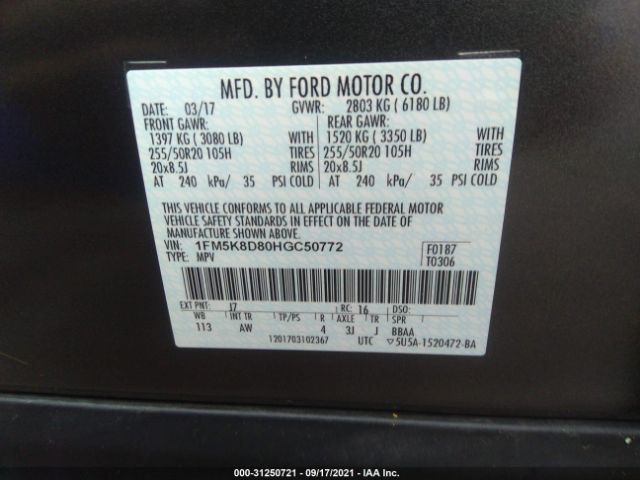 MFD. BY FORD MOTOR CO.
DATE: 03/17 GVWR: 2803 KG ( 6180 LB)
FRONT GAWR: REAR GAWR:
1397 KG ( 3080 LB) WITH 1520 KG ( 3350 LB) WITH
255/50R20 105H TIRES 255/50R20 105H TIRES
20x8.5J RIMS 20x8.5J RIMS
AT 240 kPa/ 35 PSI COLD AT 240 kPa/ 35 PSI COLD
THIS VEHICLE CONFORMS TO ALL APPLICABLE FEDERAL MOTOR
VEHICLE SAFETY STANDARDS IN EFFECT ON THE DATE OF
MANUFACTURE SHOWN ABOVE.
VIN: 1FM5K8D80HGC50772 F0187
TYPE: MPV T0306
EXT PNT: J7 RC: 16 DSO:
WB INT TR TP/PS R AXLE TR SPR
113 AW 4 3J J BBAA
1201703102367 UTC ▽5U5A-1520472-BA
000-31250721 - 09/17/2021 - IAA Inc.